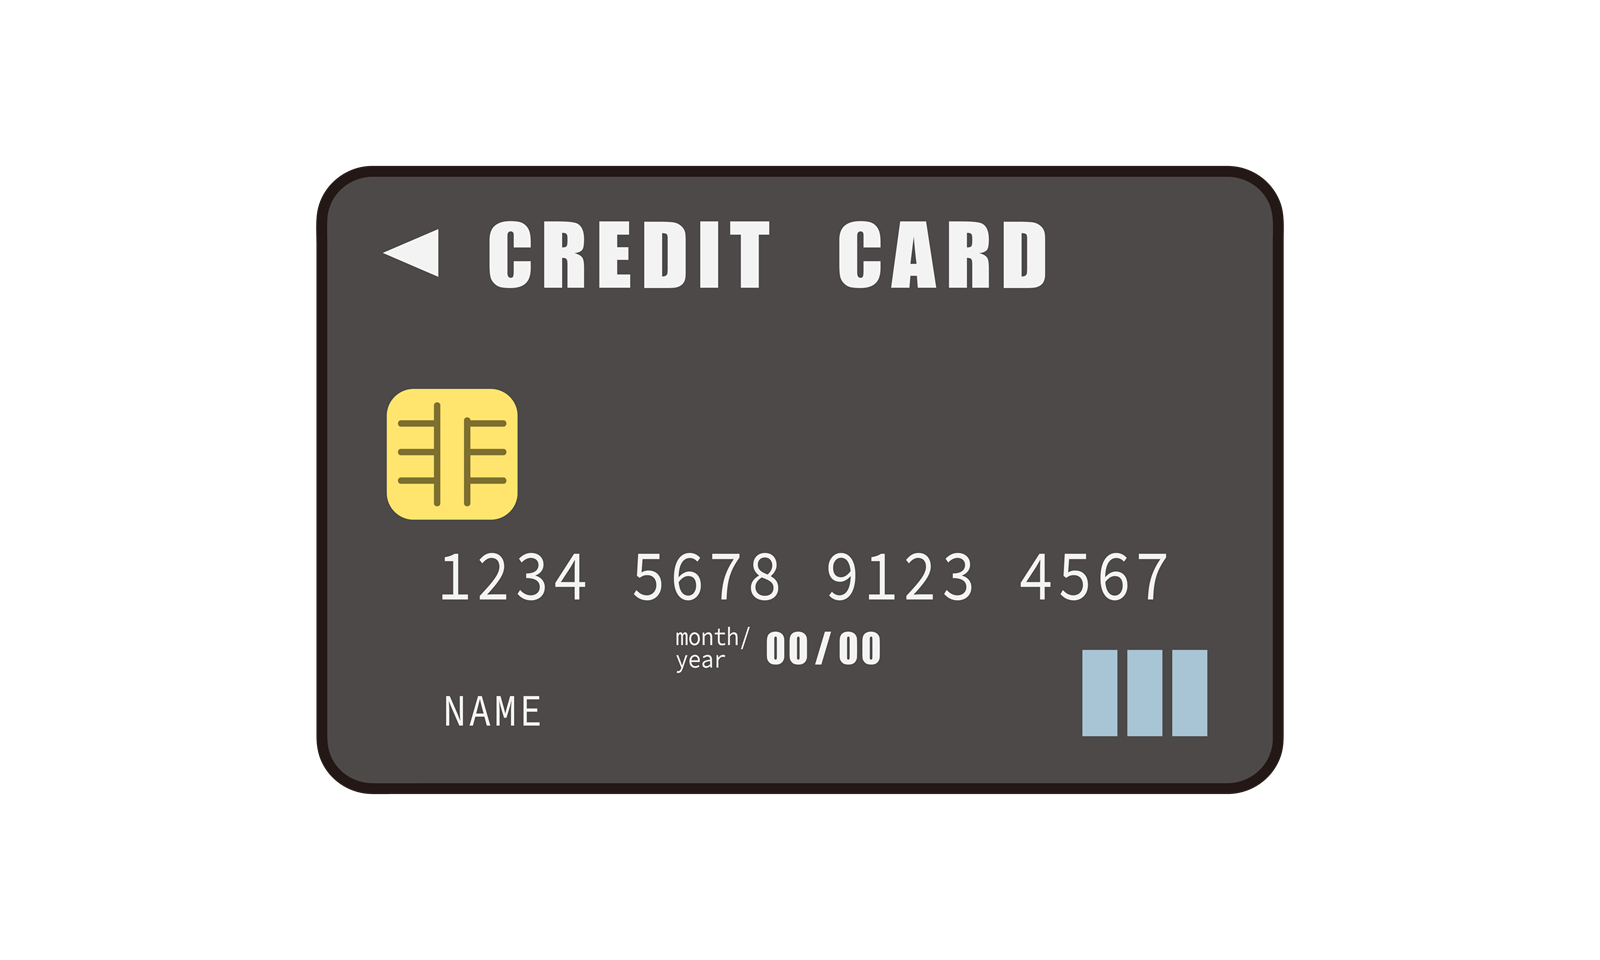 CREDIT CARD
1234 5678 9123 4567
month/
year 00/00
NAME